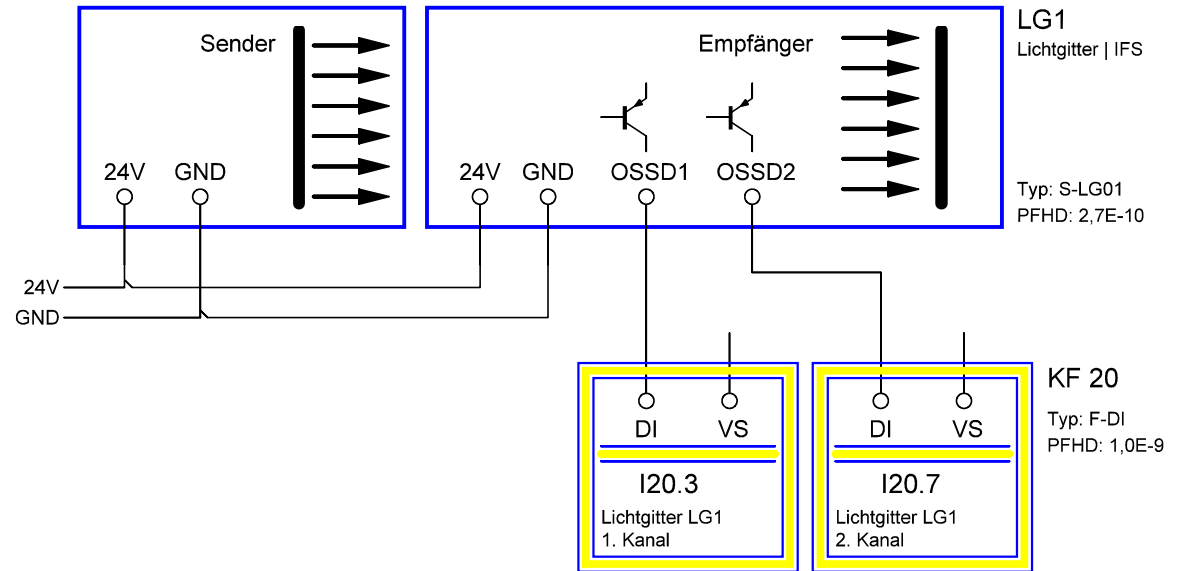 Sender
24V GND
Empfänger
24V GND OSSD1 OSSD2
LG1
Lichtgitter | IFS
Typ: S-LG01
PFHD: 2,7E-10
24V
GND
DI VS
I20.3
Lichtgitter LG1
1. Kanal
DI VS
I20.7
Lichtgitter LG1
2. Kanal
KF 20
Typ: F-DI
PFHD: 1,0E-9